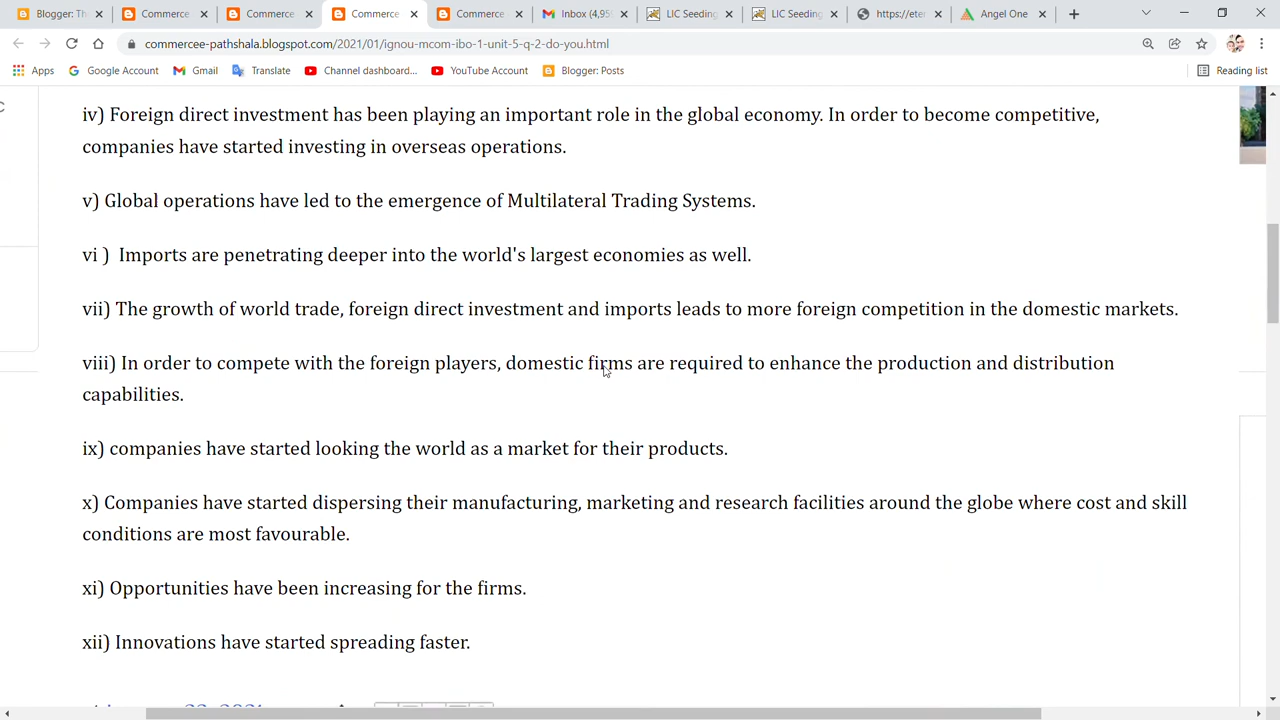 Blogger: Th
Commerce
Commerce
Commerce
Commerce
Inbox (4,95
LIC Seeding
LIC Seeding
https://ete
Angel One
commercee-pathshala.blogspot.com/2021/01/ignou-mcom-ibo-1-unit-5-q-2-do-you.html
Apps
Google Account
Gmail
Translate
Channel dashboard...
YouTube Account
Blogger: Posts
Reading list
iv) Foreign direct investment has been playing an important role in the global economy. In order to become competitive,
companies have started investing in overseas operations.
v) Global operations have led to the emergence of Multilateral Trading Systems.
vi ) Imports are penetrating deeper into the world's largest economies as well.
vii) The growth of world trade, foreign direct investment and imports leads to more foreign competition in the domestic markets.
viii) In order to compete with the foreign players, domestic firms are required to enhance the production and distribution
capabilities.
ix) companies have started looking the world as a market for their products.
x) Companies have started dispersing their manufacturing, marketing and research facilities around the globe where cost and skill
conditions are most favourable.
xi) Opportunities have been increasing for the firms.
xii) Innovations have started spreading faster.